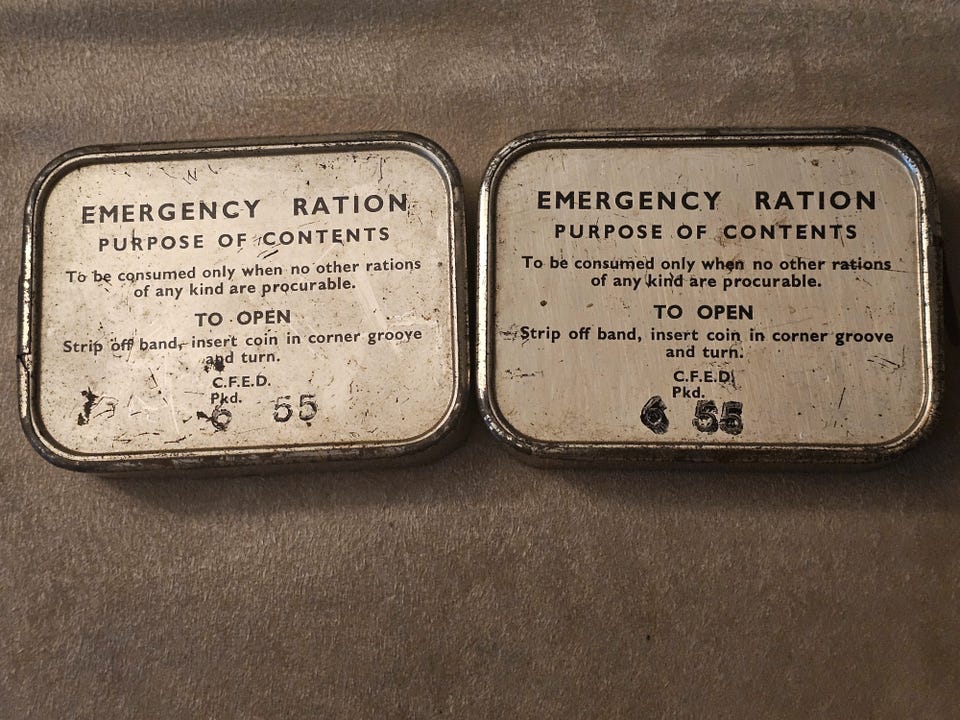 EMERGENCY RATION
PURPOSE OF CONTENTS
To be consumed only when no other rations
of any kind are procurable.
TO OPEN
Strip off band, insert coin in corner groove
and turn.
C.F.E.D.
Pkd.
6 55
EMERGENCY RATION
PURPOSE OF CONTENTS
To be consumed only when no other rations
of any kind are procurable.
TO OPEN
Strip off band, insert coin in corner groove
and turn.
C.F.E.D.
Pkd.
6 55